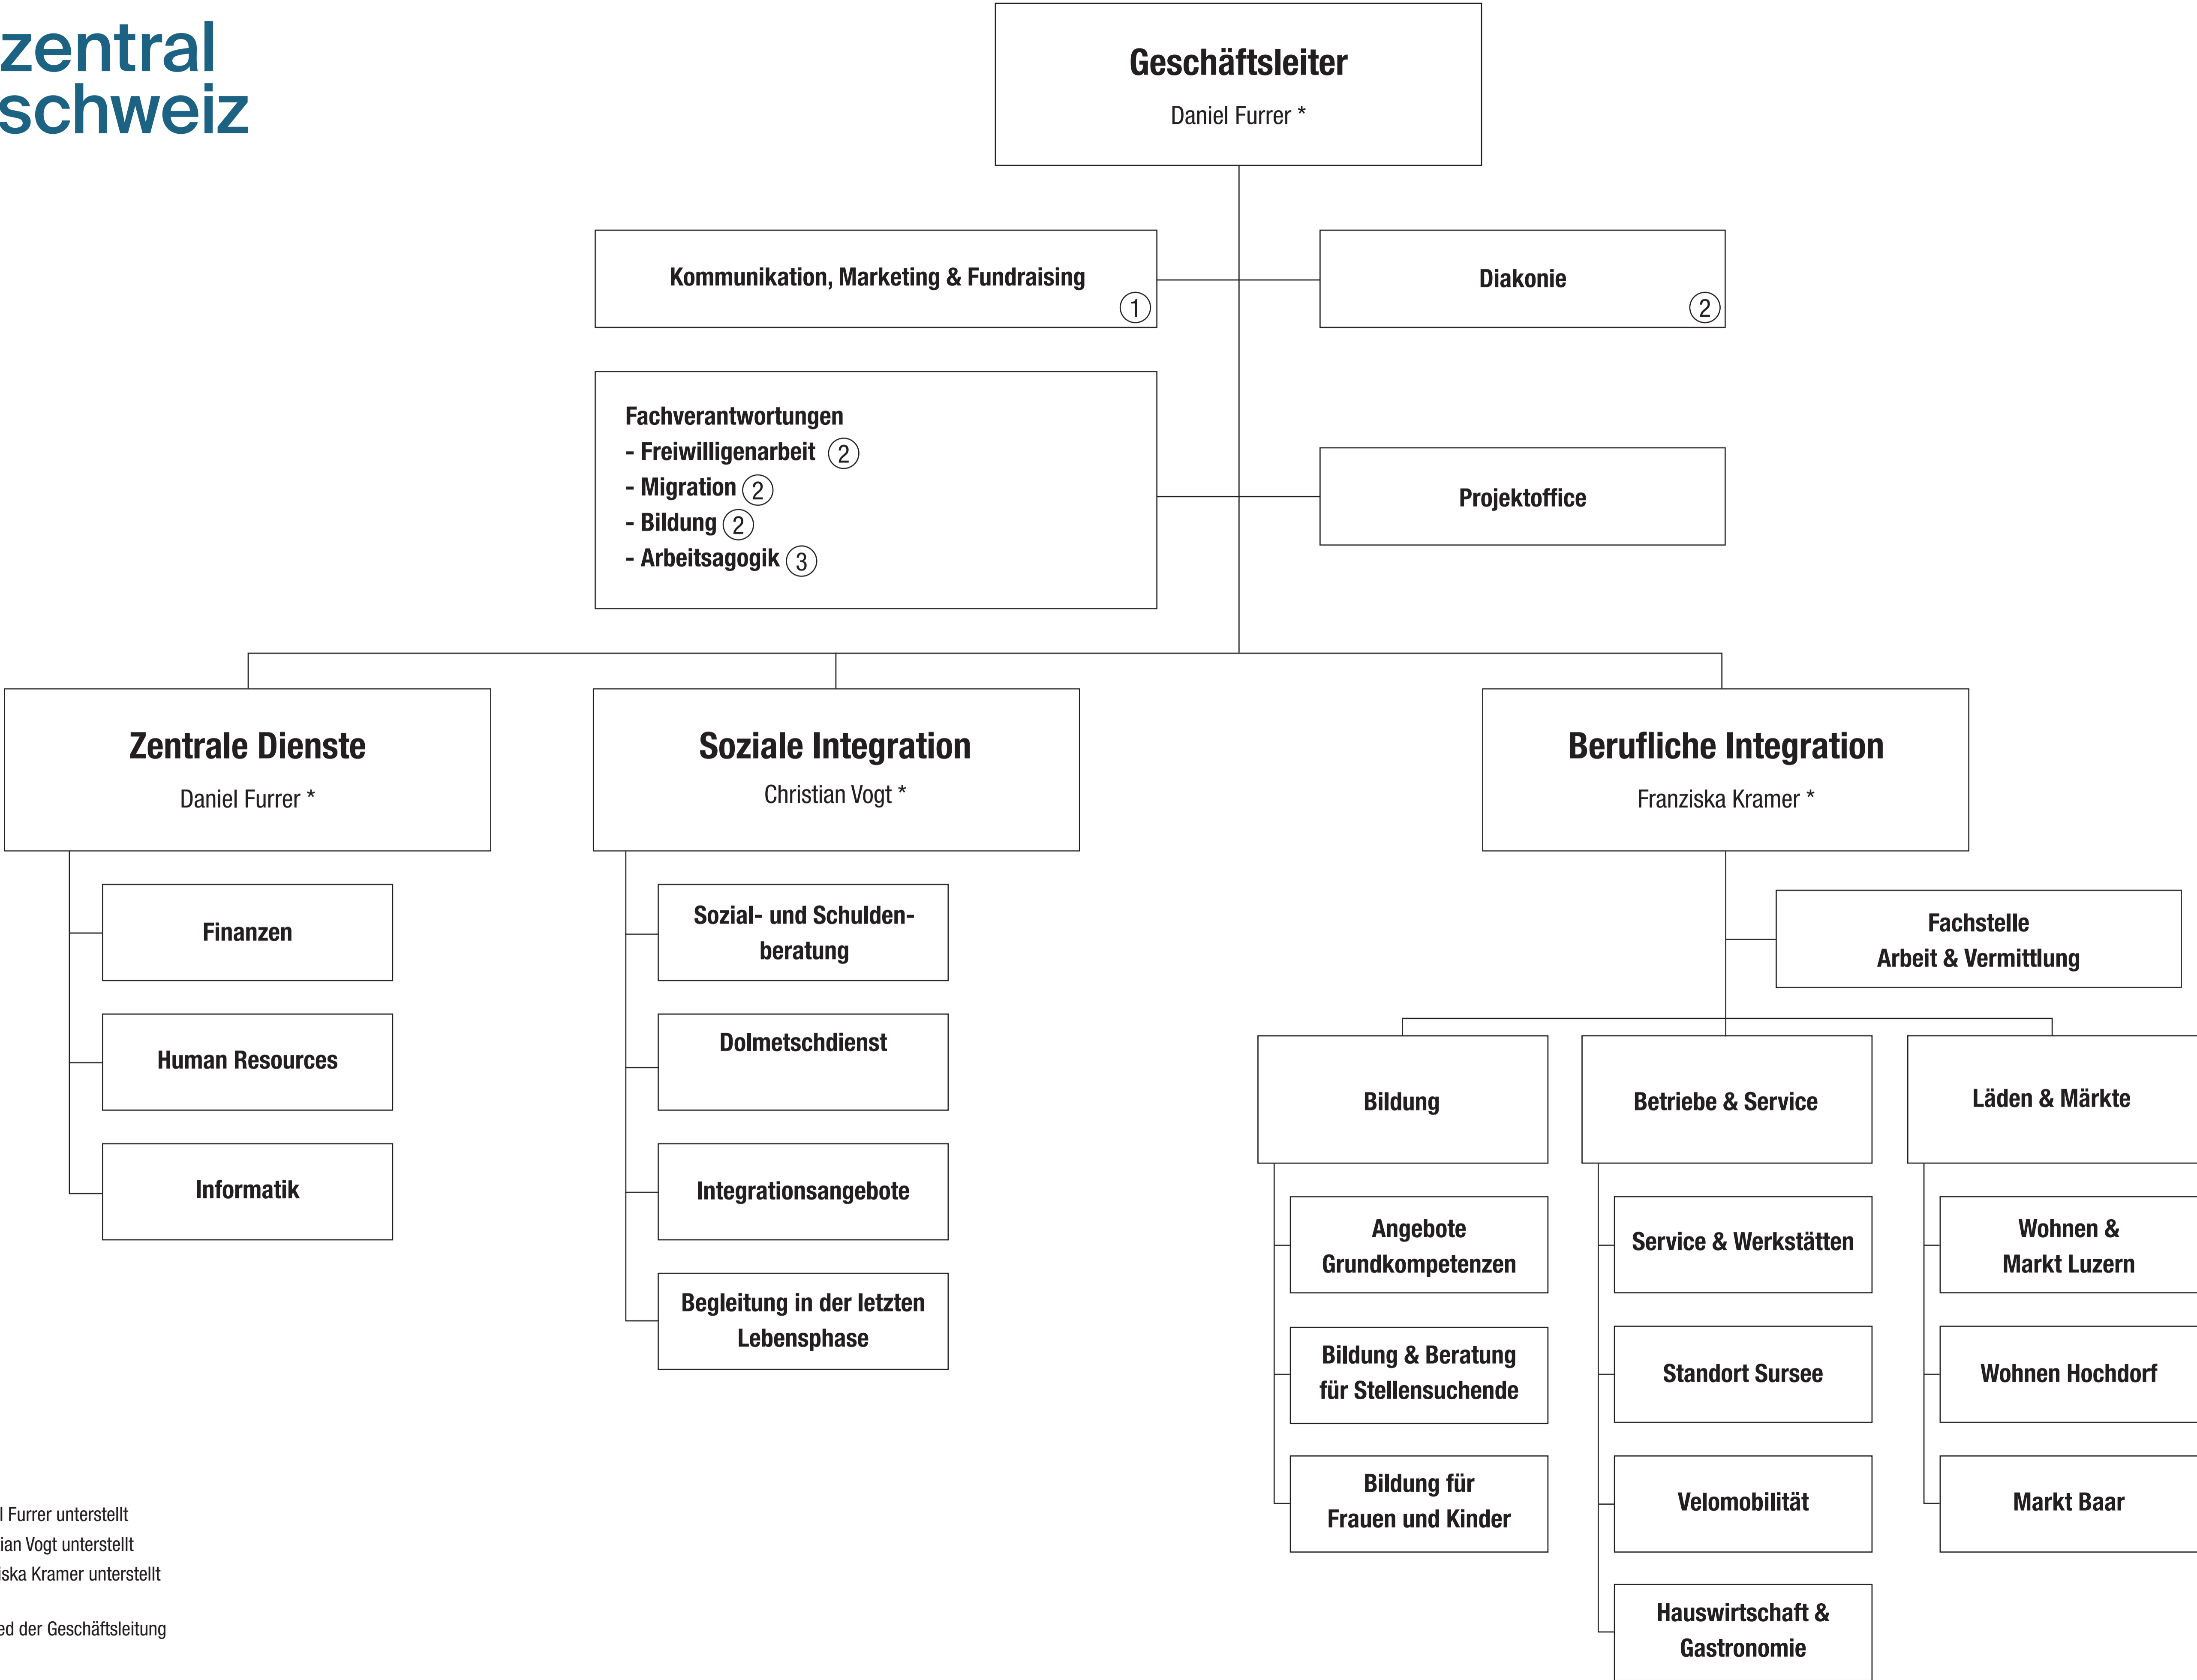 zentral
schweiz
Geschäftsleiter
Daniel Furrer *
Kommunikation, Marketing & Fundraising
1
Diakonie
2
Fachverantwortungen
- Freiwilligenarbeit 2
- Migration 2
- Bildung 2
- Arbeitsagogik 3
Projektoffice
Zentrale Dienste
Daniel Furrer *
Soziale Integration
Christian Vogt *
Berufliche Integration
Franziska Kramer *
Finanzen
Human Resources
Informatik
Sozial- und Schulden-
beratung
Dolmetschdienst
Integrationsangebote
Begleitung in der letzten
Lebensphase
Fachstelle
Arbeit & Vermittlung
Bildung
Angebote
Grundkompetenzen
Bildung & Beratung
für Stellensuchende
Bildung für
Frauen und Kinder
Betriebe & Service
Service & Werkstätten
Standort Sursee
Velomobilität
Hauswirtschaft &
Gastronomie
Läden & Märkte
Wohnen &
Markt Luzern
Wohnen Hochdorf
Markt Baar
l Furrer unterstellt
ian Vogt unterstellt
iska Kramer unterstellt
ed der Geschäftsleitung